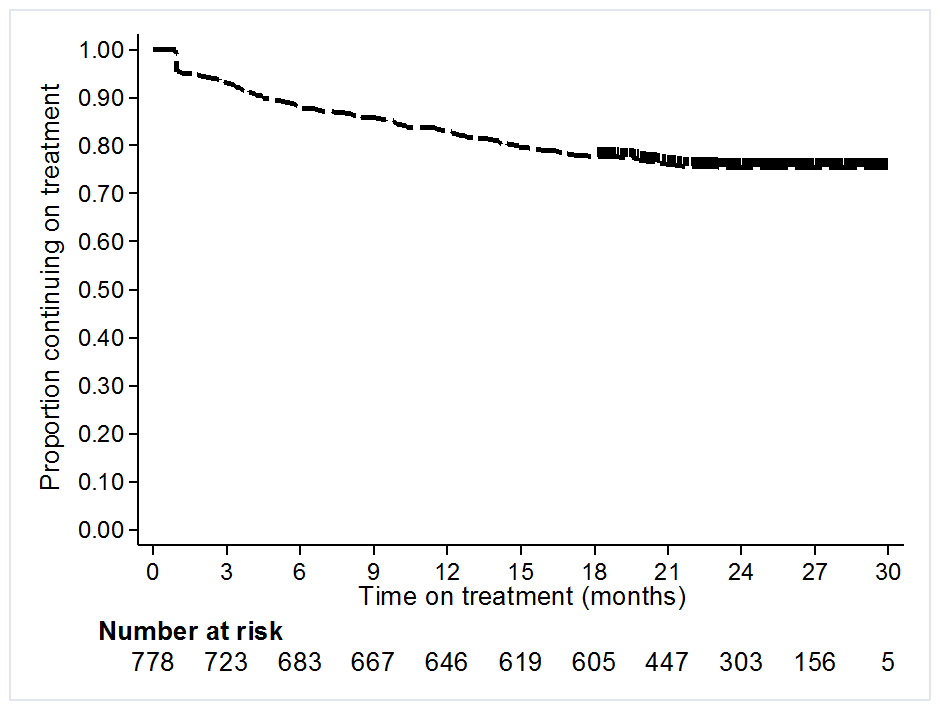 Proportion continuing on treatment
1.00
0.90
0.80
0.70
0.60
0.50
0.40
0.30
0.20
0.10
0.00
0 3 6 9 12 15 18 21 24 27 30
Time on treatment (months)
Number at risk
778 723 683 667 646 619 605 447 303 156 5